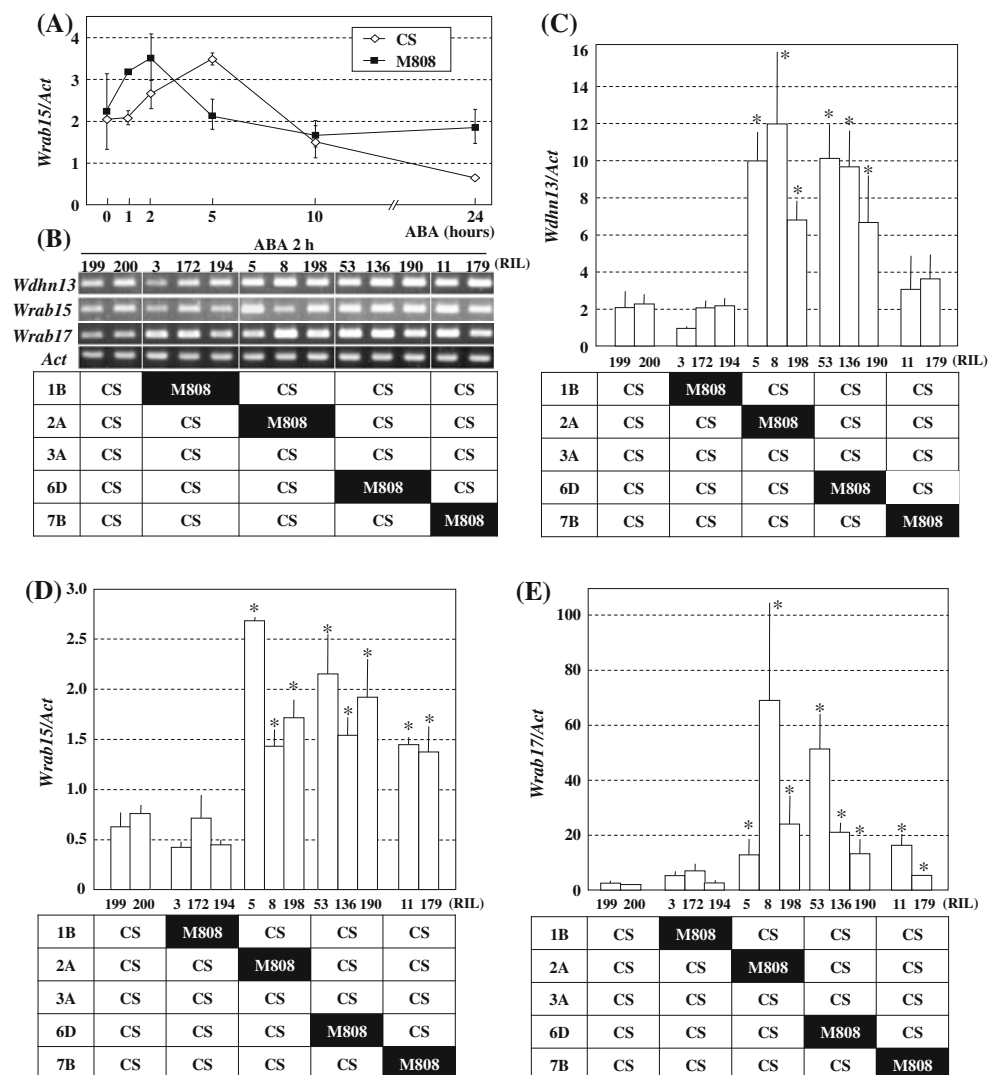 (A)
Wrab15/Act
4
3
2
1
0
CS
M808
0 1 2 5 10 // 24
ABA (hours)
(B)
ABA 2 h
199 200 3 172 194 5 8 198 53 136 190 11 179 (RIL)
Wdhn13
Wrab15
Wrab17
Act
1B CS M808 CS CS CS
2A CS CS M808 CS CS
3A CS CS CS CS CS
6D CS CS CS M808 CS
7B CS CS CS CS M808
(C)
Wdhn13/Act
16
14
12
10
8
6
4
2
0
* * * * * *
199 200 3 172 194 5 8 198 53 136 190 11 179 (RIL)
1B CS M808 CS CS CS
2A CS CS M808 CS CS
3A CS CS CS CS CS
6D CS CS CS M808 CS
7B CS CS CS CS M808
(D)
Wrab15/Act
3.0
2.5
2.0
1.5
1.0
0.5
0
* * * * * * * *
199 200 3 172 194 5 8 198 53 136 190 11 179 (RIL)
1B CS M808 CS CS CS
2A CS CS M808 CS CS
3A CS CS CS CS CS
6D CS CS CS M808 CS
7B CS CS CS CS M808
(E)
Wrab17/Act
100
80
60
40
20
0
* * * * * * * *
199 200 3 172 194 5 8 198 53 136 190 11 179 (RIL)
1B CS M808 CS CS CS
2A CS CS M808 CS CS
3A CS CS CS CS CS
6D CS CS CS M808 CS
7B CS CS CS CS M808